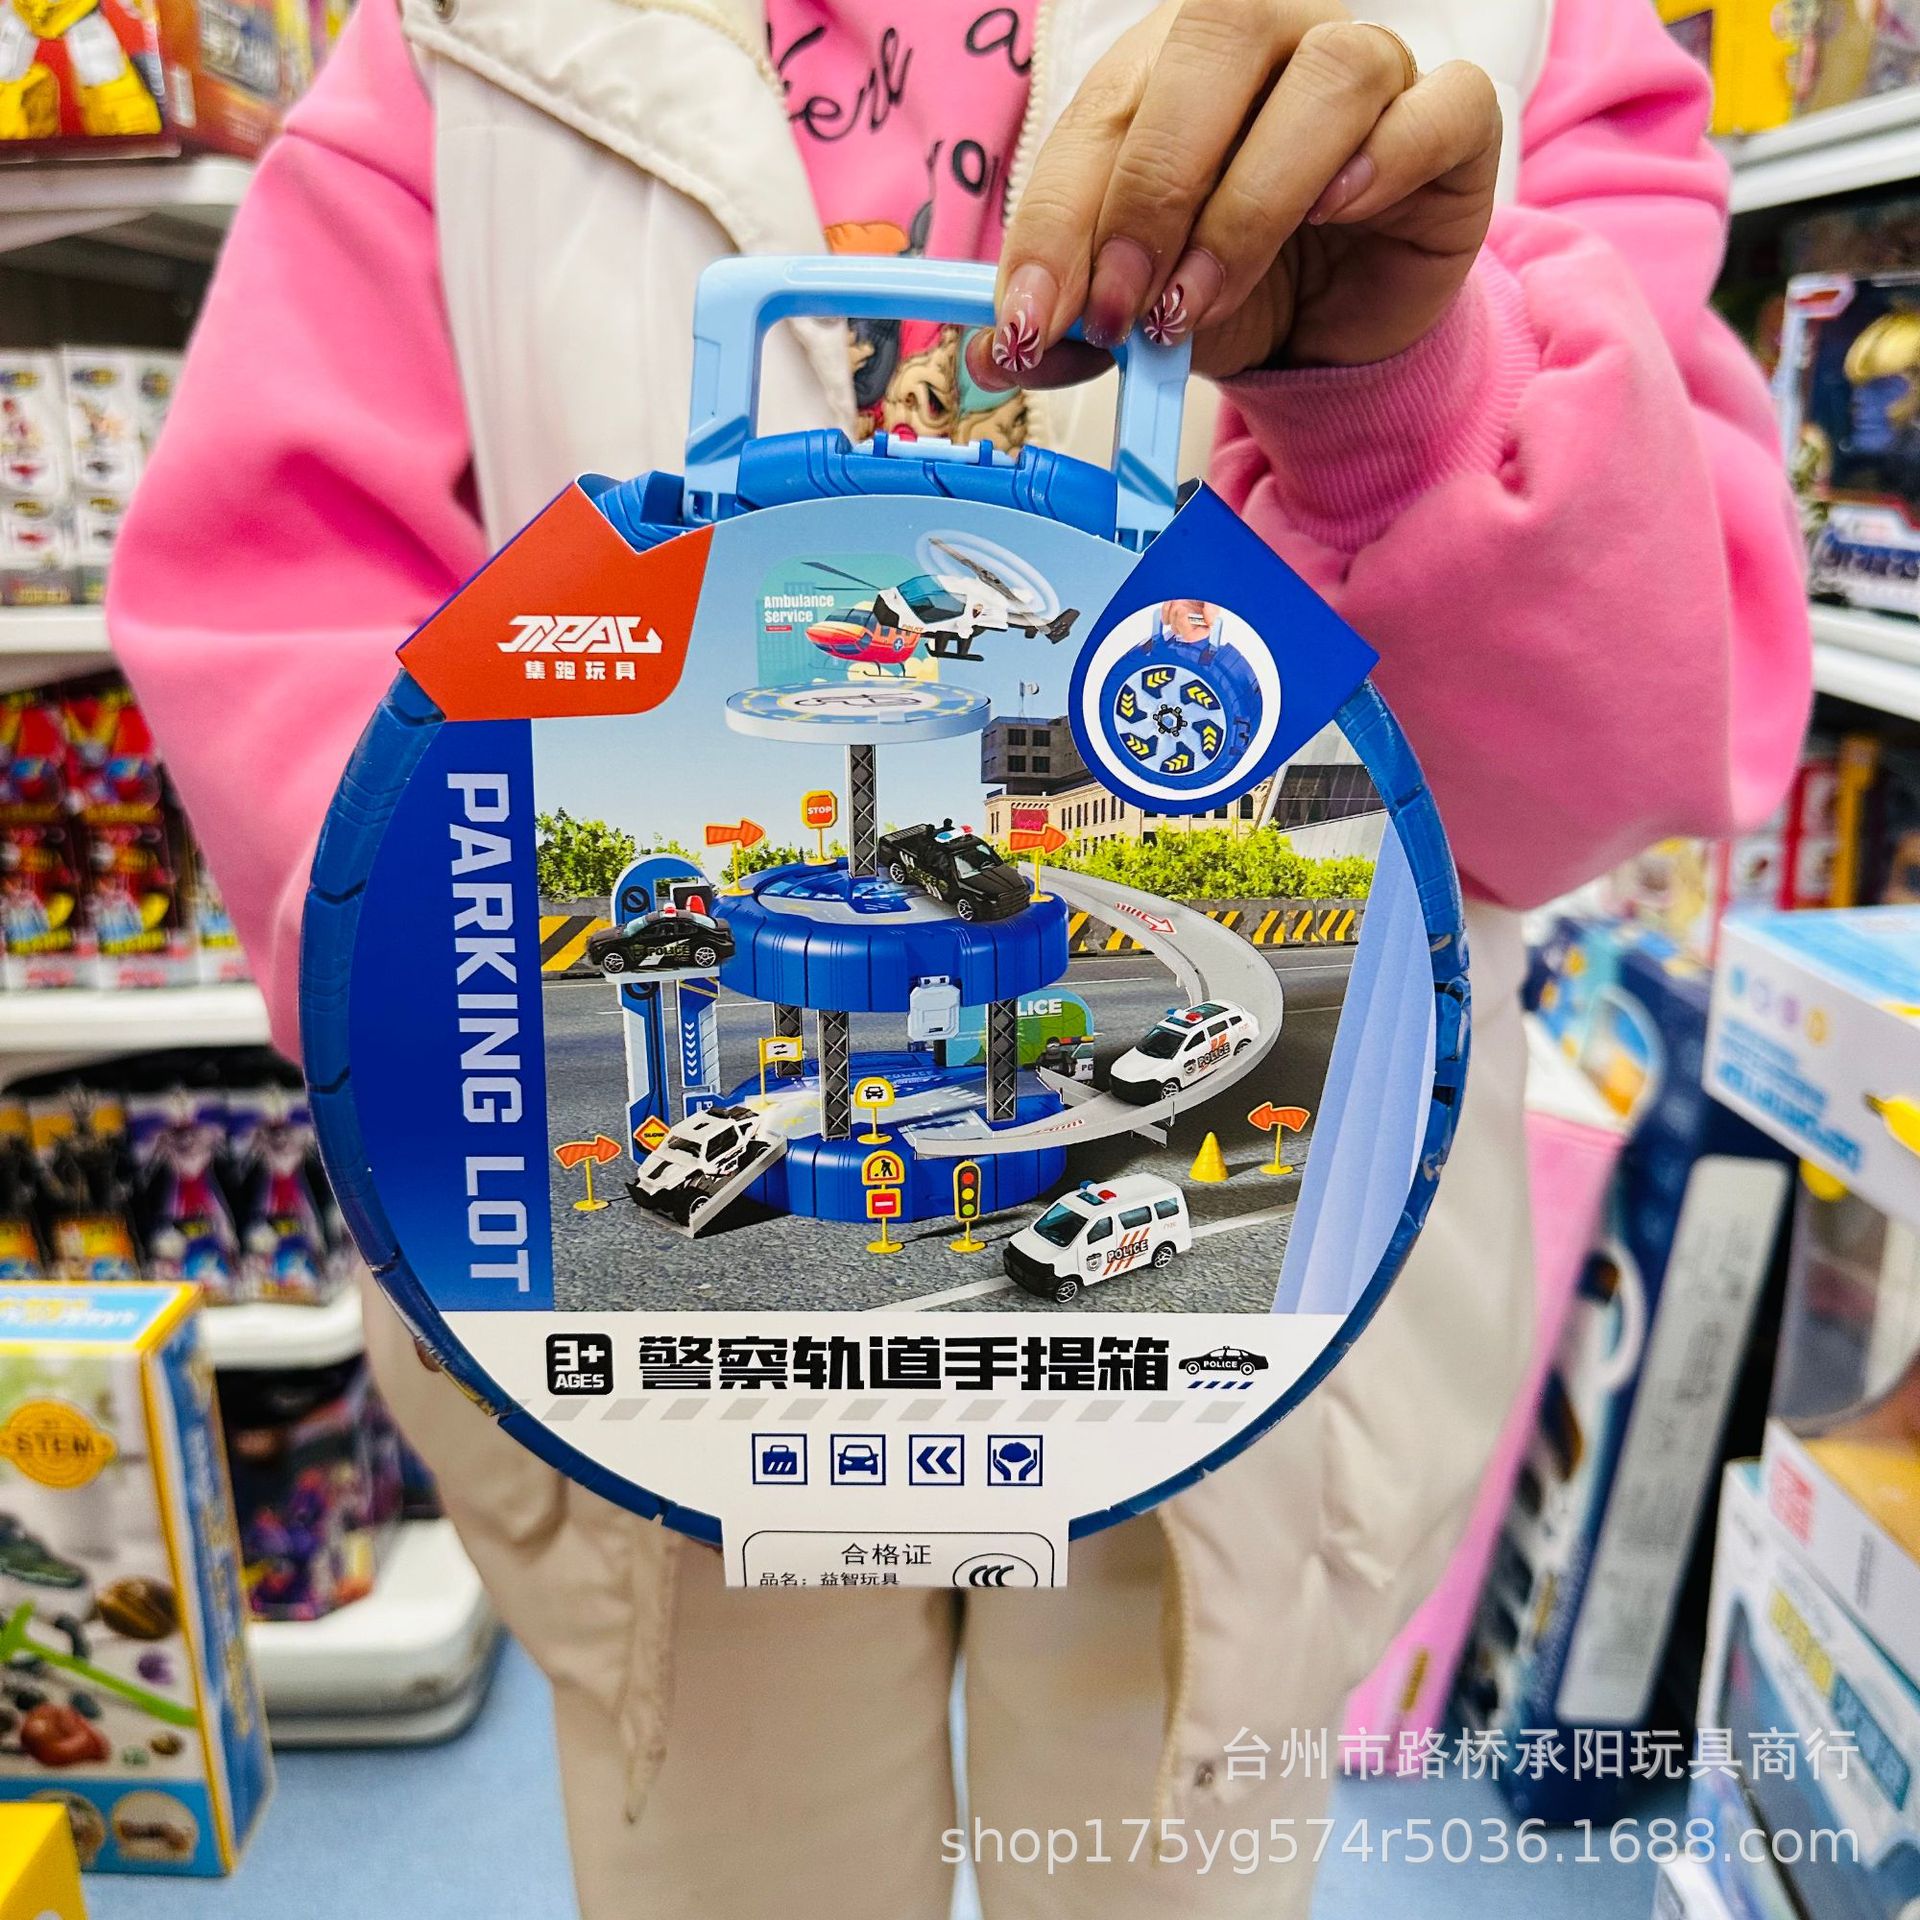 Ambulance
Service
集跑玩具
STOP
PARKING LOT
POLICE
LICE
POLICE
SLOW
POLICE
3+
AGES
警察轨道手提箱
POLICE
合格证
品名：益智玩具
STEM
台州市路桥承阳玩具商行
shop175yg574r5036.1688.com